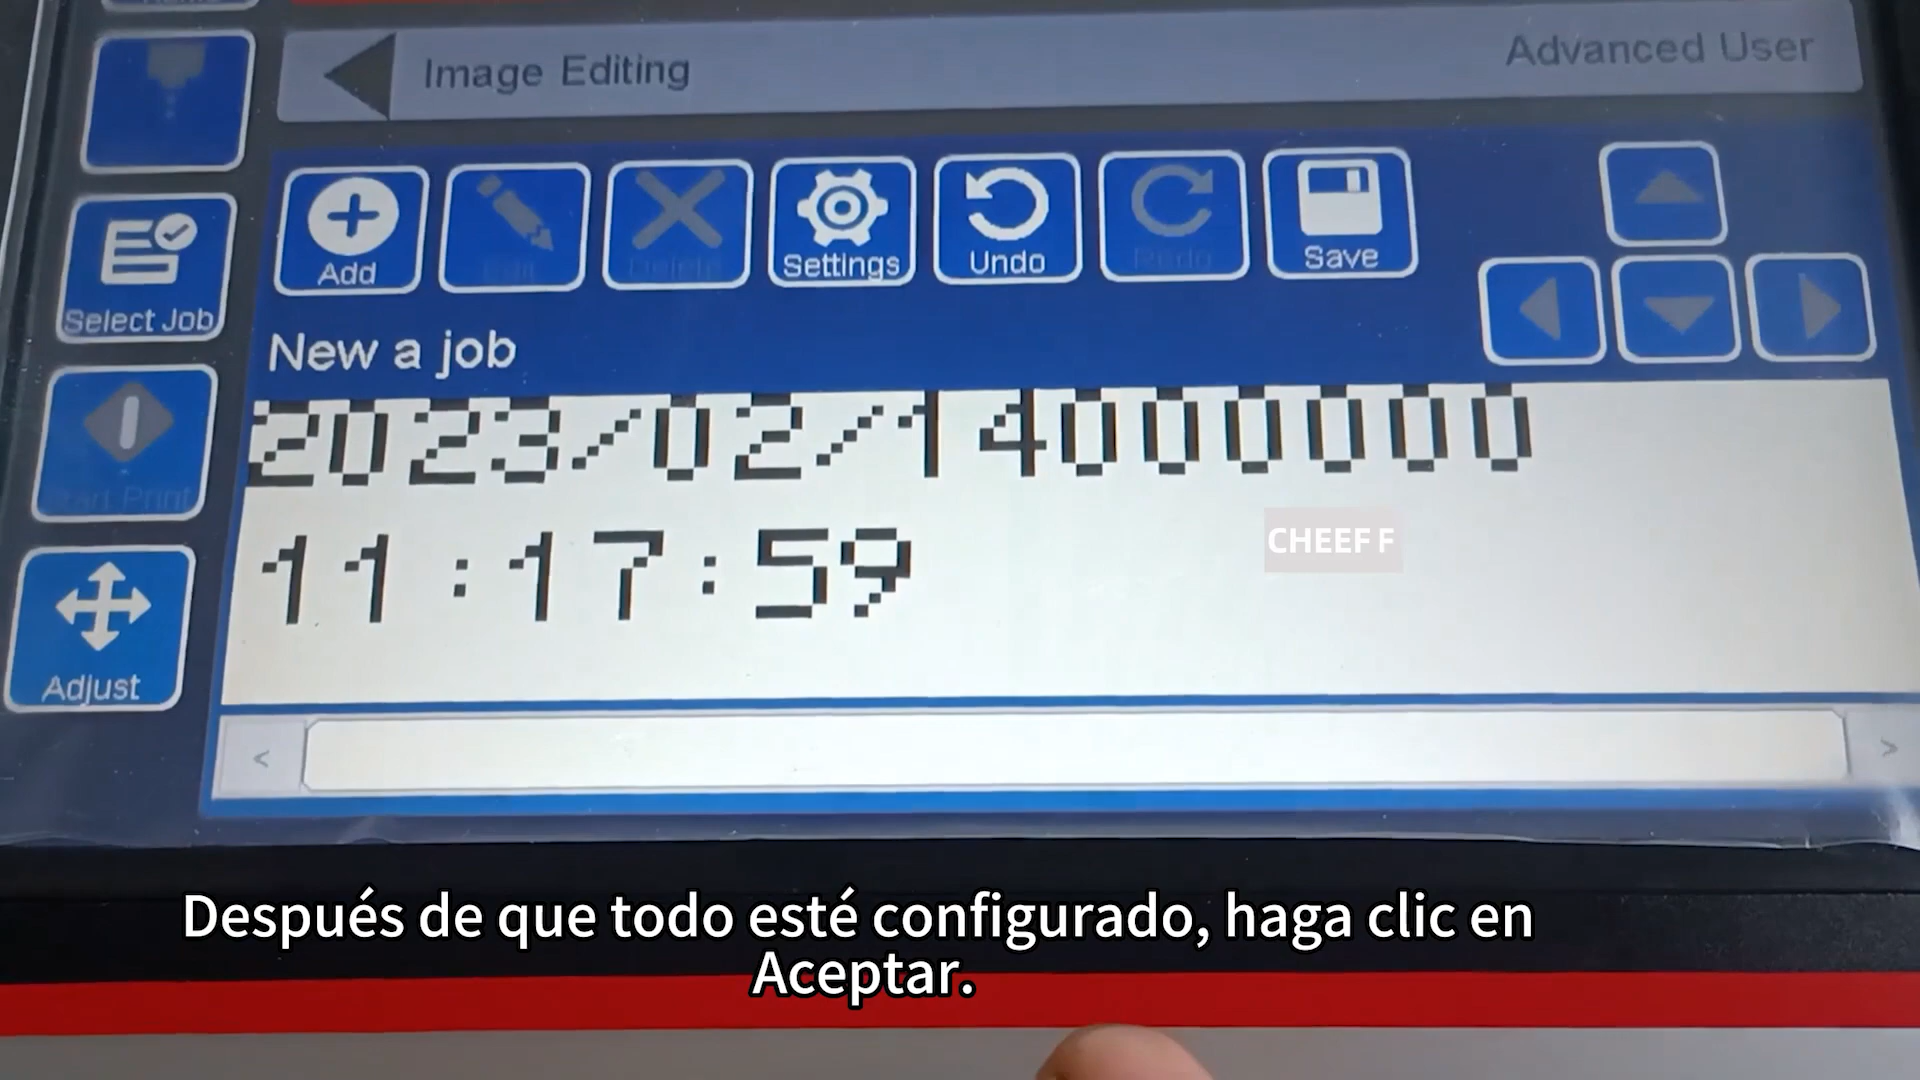 Image Editing
Advanced User
Add
Settings
Undo
Redo
Save
Select Job
New a job
2023/02/14000000
11:17:59
CHEEF F
Adjust
<
>
Después de que todo esté configurado, haga clic en
Aceptar.